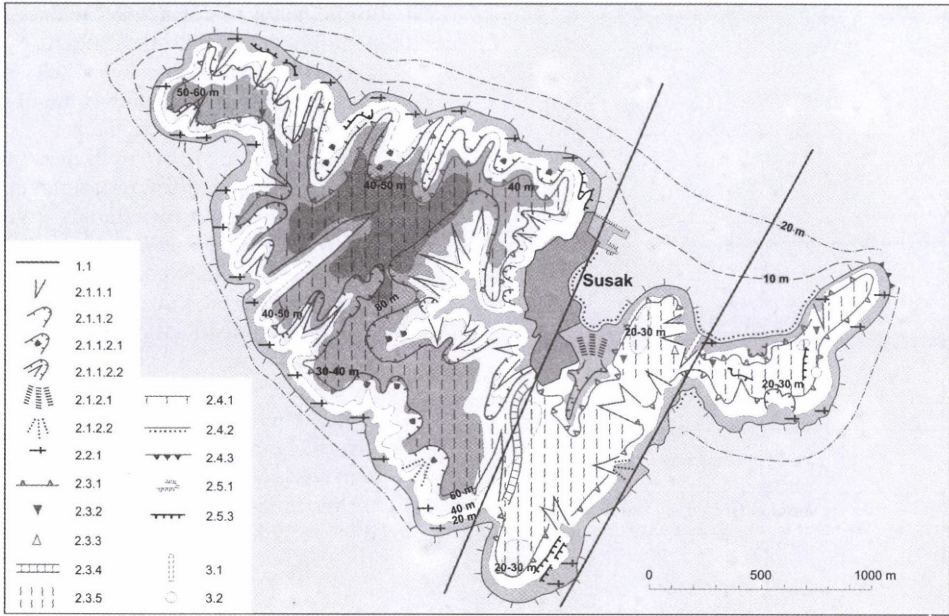 50-60 m
40-50 m
40 m
20 m
10 m
Susak
60 m
40-50 m
20-30 m
30-40 m
20-30 m
60 m
40 m
20 m
20-30 m
1.1
2.1.1.1
2.1.1.2
2.1.1.2.1
2.1.1.2.2
2.1.2.1
2.1.2.2
2.2.1
2.3.1
2.3.2
2.3.3
2.3.4
2.3.5
2.4.1
2.4.2
2.4.3
2.5.1
2.5.3
3.1
3.2
0 500 1000 m